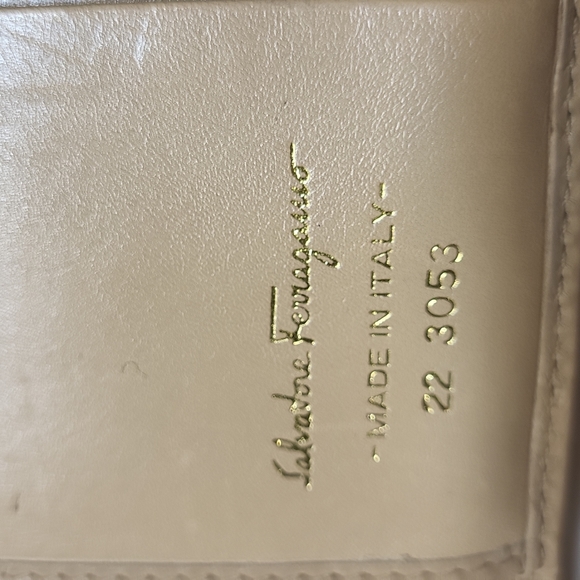 Salvatore Ferragamo
-MADE IN ITALY-
22 3053